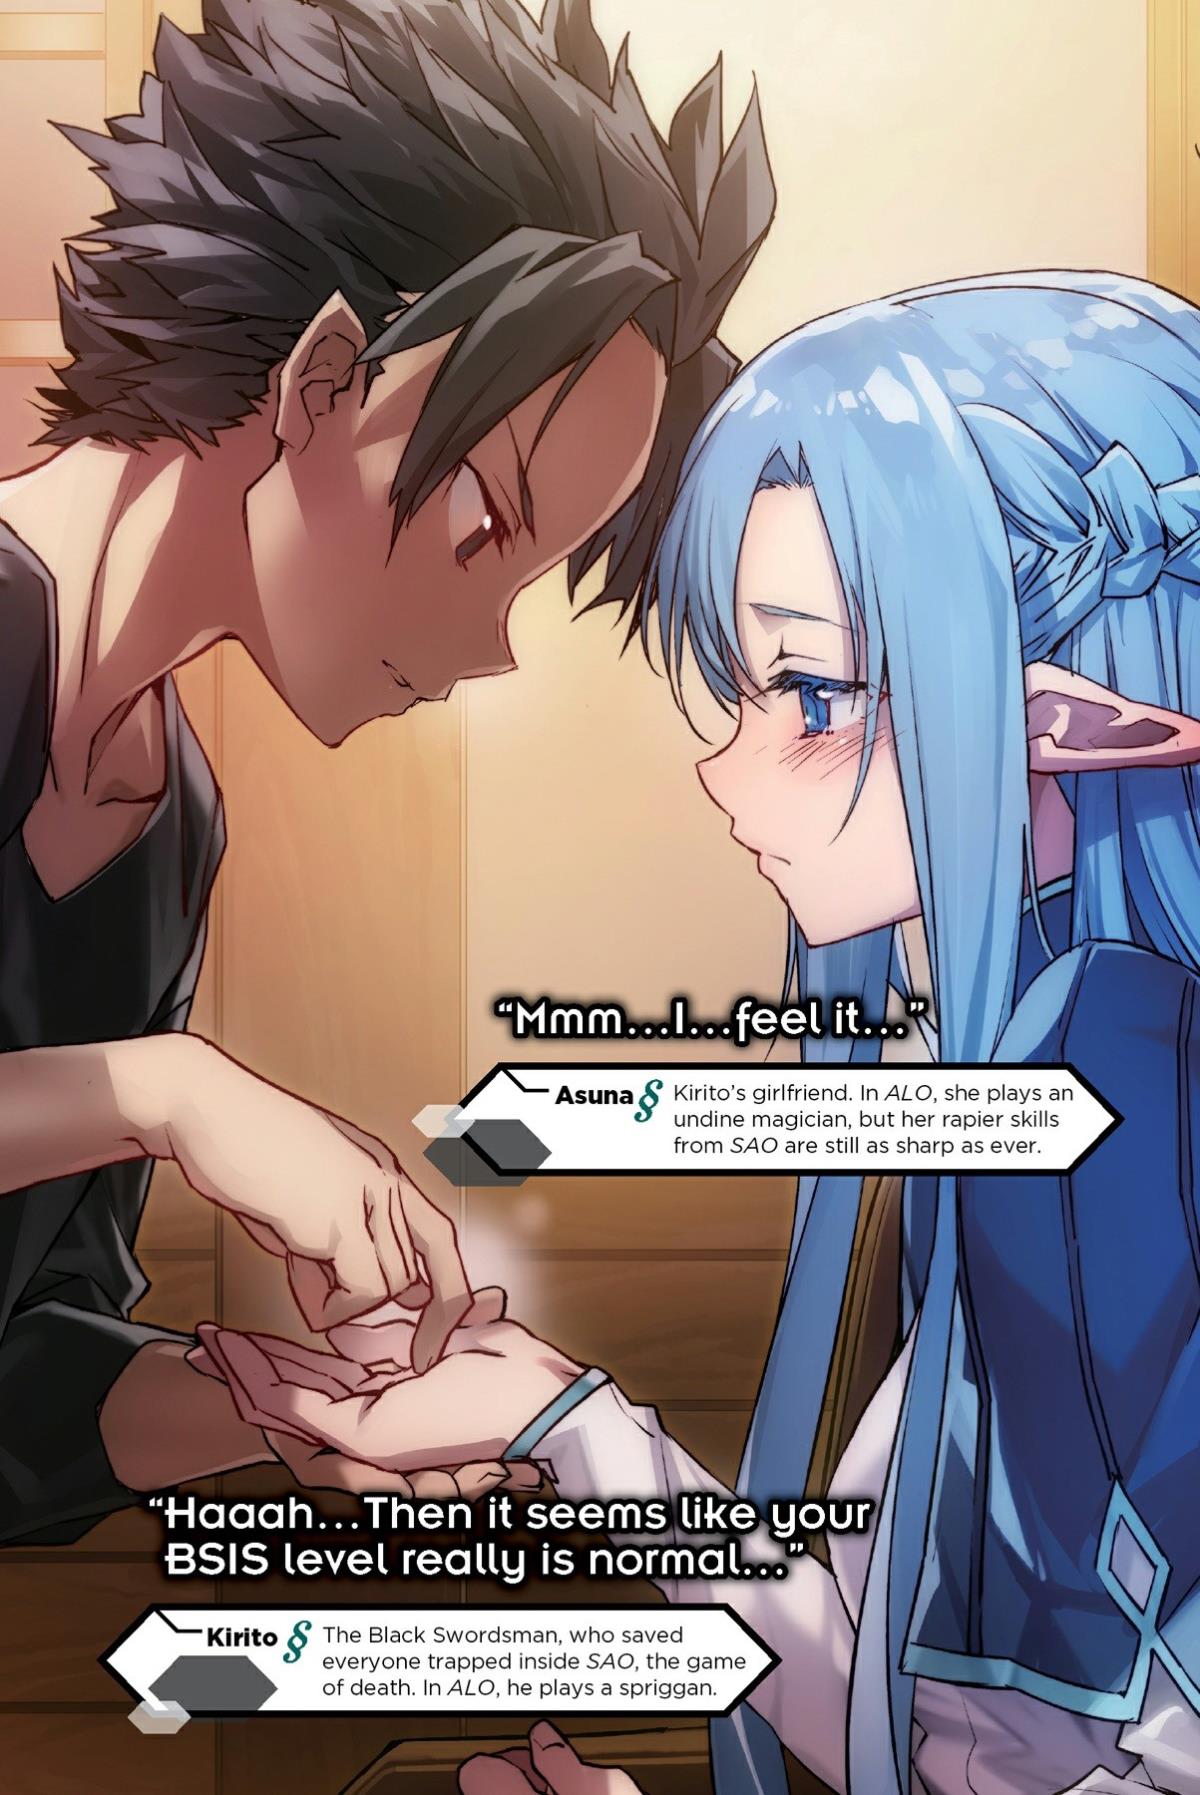 “Mmm...I...feel it...”
Asuna § Kirito’s girlfriend. In ALO, she plays an
undine magician, but her rapier skills
from SAO are still as sharp as ever.
“Haaah...Then it seems like your
BSIS level really is normal...”
Kirito § The Black Swordsman, who saved
everyone trapped inside SAO, the game
of death. In ALO, he plays a spriggan.